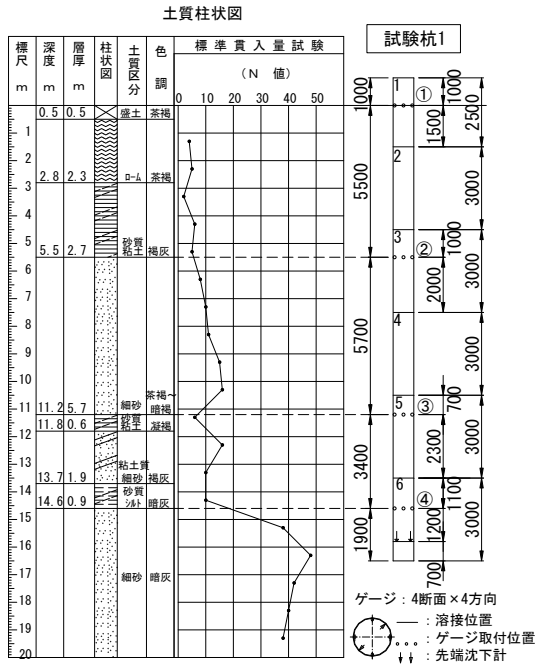 土質柱状図
試験杭1
標尺 m
深度 m
層厚 m
柱状図
土質区分
色調
標準貫入量試験
(N 値)
0 10 20 30 40 50
0.5 0.5 盛土 茶褐
1
2
2.8 2.3 ローム 茶褐
3
4
5
砂質
5.5 2.7 粘土 褐灰
6
7
8
9
10
茶褐~
11
11.2 5.7 細砂 暗褐
砂質
11.8 0.6 粘土 凝褐
12
13
粘土質
13.7 1.9 細砂 褐灰
14
砂質
14.6 0.9 シルト 暗灰
15
16
17
細砂 暗灰
18
19
20
1000
5500
5700
3400
1900
1 ①
2
3 ②
4
5 ③
6 ④
1000
1500
1000
2000
700
2300
1100
1200
700
2500
3000
3000
3000
3000
3000
ゲージ:4断面×4方向
:溶接位置
:ゲージ取付位置
:先端沈下計